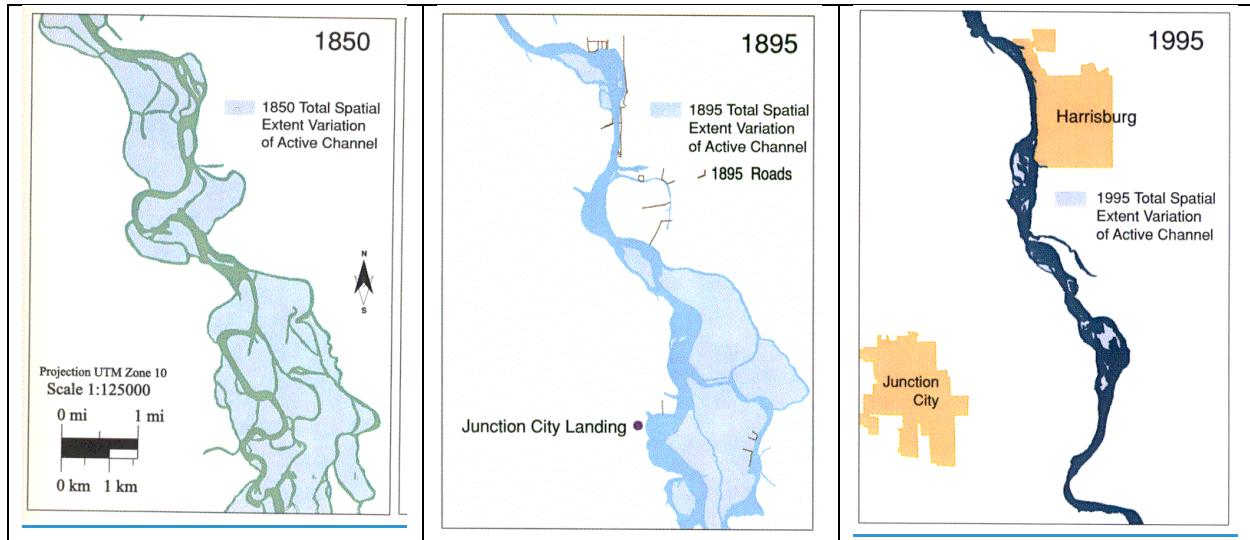 1850
1850 Total Spatial
Extent Variation
of Active Channel
N
S
Projection UTM Zone 10
Scale 1:125000
0 mi 1 mi
0 km 1 km
1895
1895 Total Spatial
Extent Variation
of Active Channel
1895 Roads
Junction City Landing
1995
Harrisburg
1995 Total Spatial
Extent Variation
of Active Channel
Junction
City